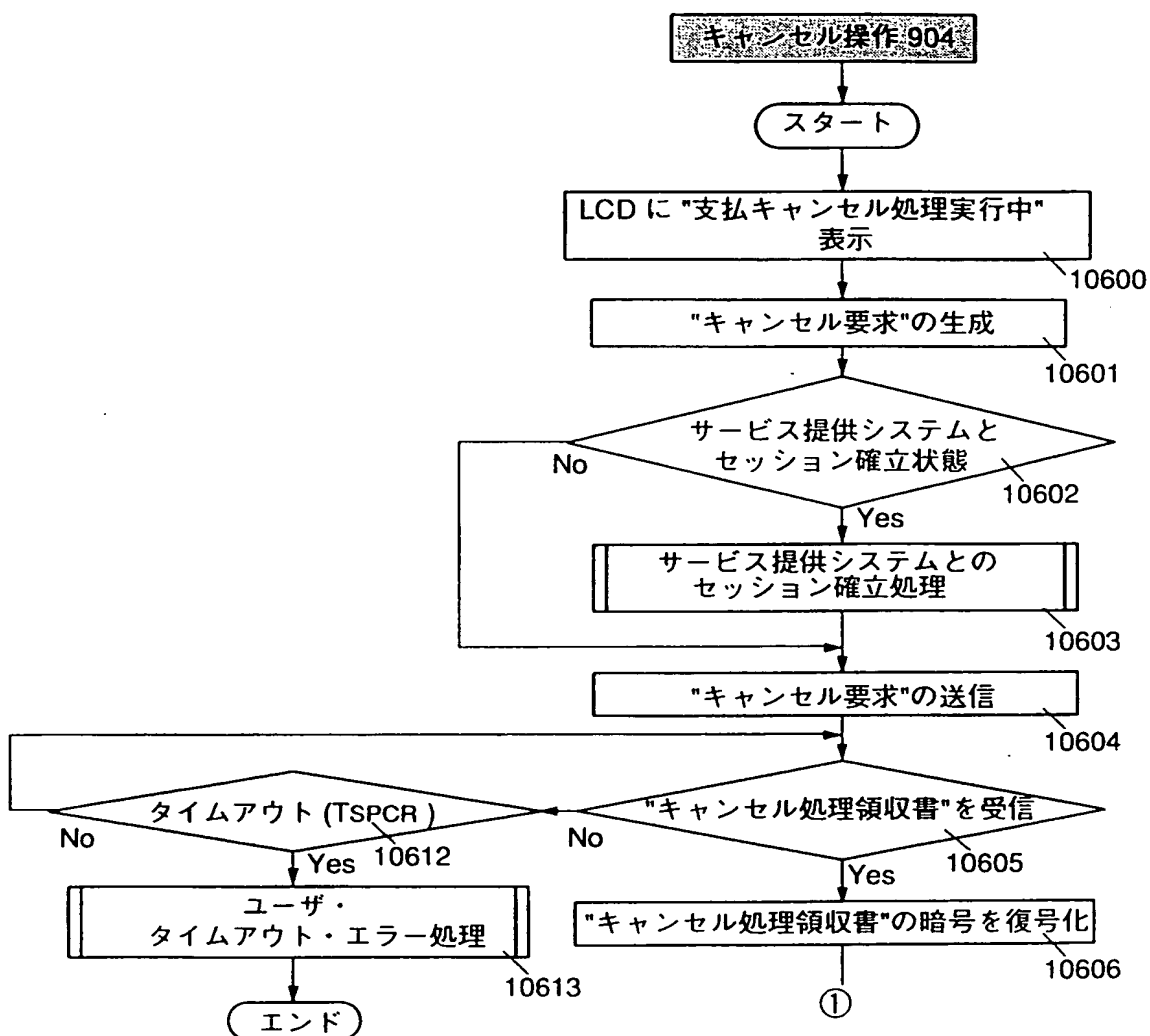 キャンセル操作 904
スタート
LCD に "支払キャンセル処理実行中"
表示
10600
"キャンセル要求"の生成
10601
サービス提供システムと
セッション確立状態
No
10602
Yes
サービス提供システムとの
セッション確立処理
10603
"キャンセル要求"の送信
10604
タイムアウト (TSPCR )
"キャンセル処理領収書"を受信
No
10612
No
10605
Yes
Yes
ユーザ・
タイムアウト・エラー処理
"キャンセル処理領収書"の暗号を復号化
10613
10606
エンド
①